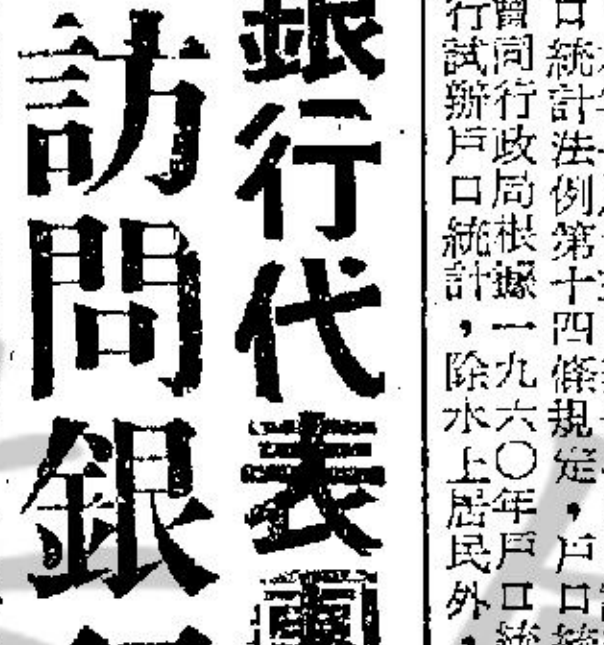 口統計法例第十四條規定，戶口
會同行政局根據一九六〇年戶口統
行試辦戶口統計，除水上居民外，
銀行代表
訪問銀